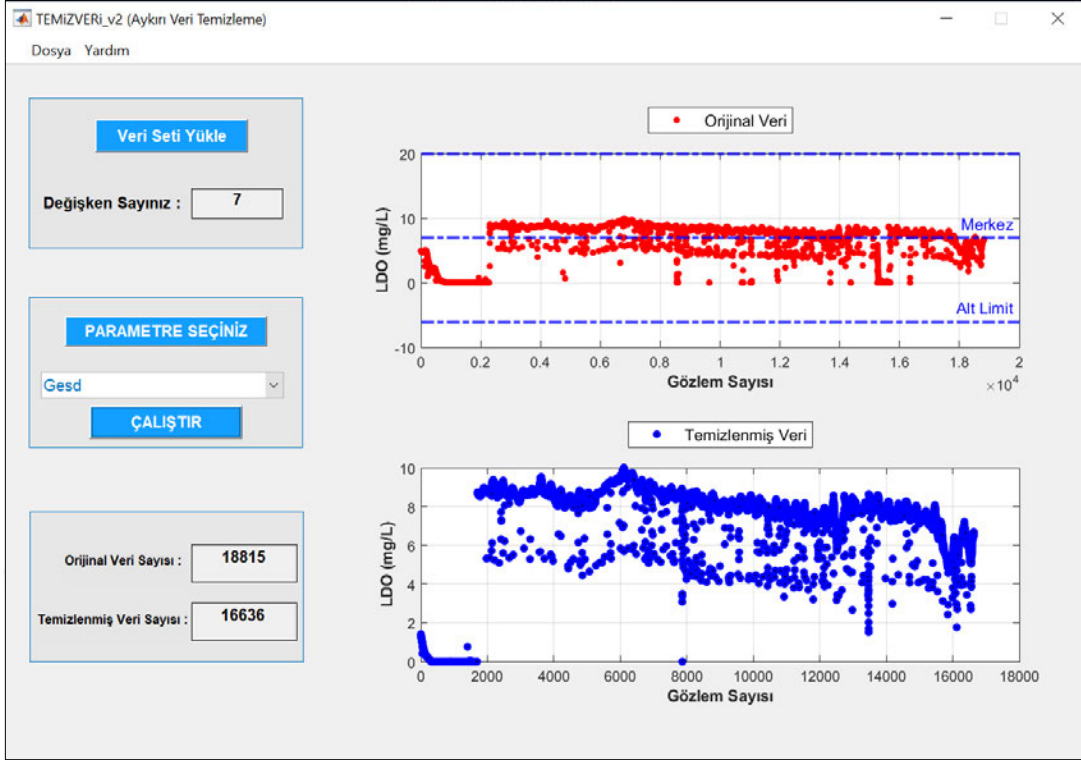 TEMiZVERi_v2 (Aykırı Veri Temizleme)
Dosya Yardım
Veri Seti Yükle
Değişken Sayınız : 7
PARAMETRE SEÇİNİZ
Gesd
ÇALIŞTIR
Orijinal Veri Sayısı : 18815
Temizlenmiş Veri Sayısı : 16636
Orijinal Veri
20
10
0
-10
LDO (mg/L)
Merkez
Alt Limit
0 0.2 0.4 0.6 0.8 1 1.2 1.4 1.6 1.8 2
Gözlem Sayısı
×10^4
Temizlenmiş Veri
10
8
6
4
2
0
LDO (mg/L)
0 2000 4000 6000 8000 10000 12000 14000 16000 18000
Gözlem Sayısı